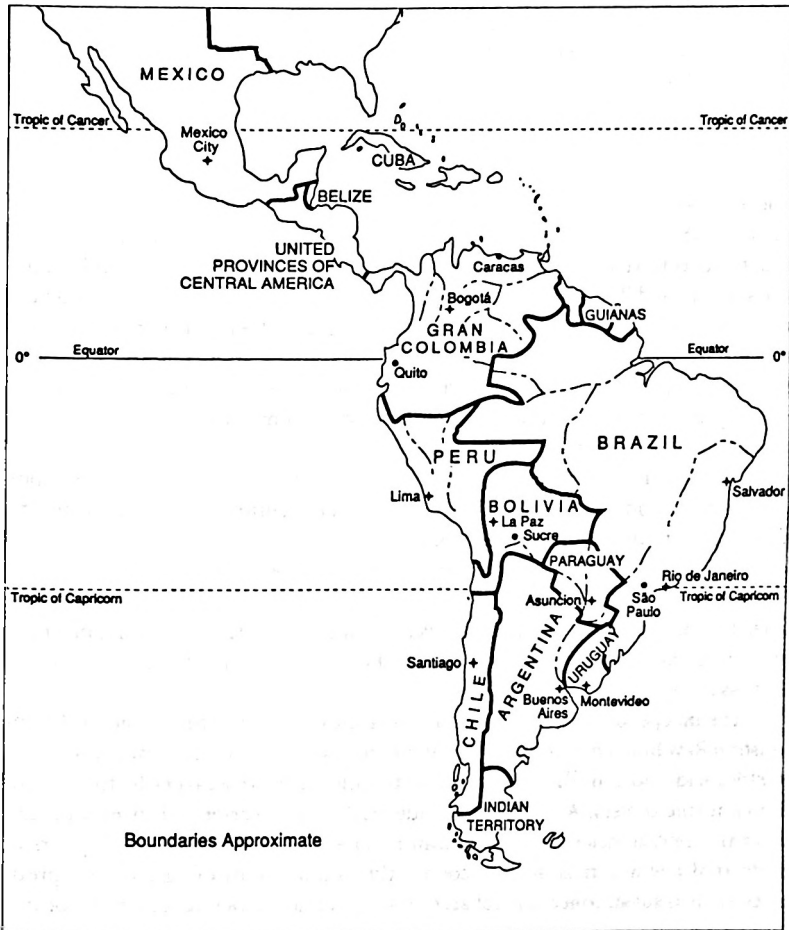 MEXICO
Tropic of Cancer
Tropic of Cancer
Mexico
City
CUBA
BELIZE
UNITED
PROVINCES OF
CENTRAL AMERICA
Caracas
Bogotá
GUIANAS
GRAN
COLOMBIA
0°
Equator
Equator
0°
Quito
BRAZIL
PERU
Lima
Salvador
BOLIVIA
La Paz
Sucre
PARAGUAY
Rio de Janeiro
Tropic of Capricorn
Asuncion
São
Paulo
Tropic of Capricorn
Santiago
CHILE
ARGENTINA
URUGUAY
Buenos
Aires
Montevideo
INDIAN
TERRITORY
Boundaries Approximate